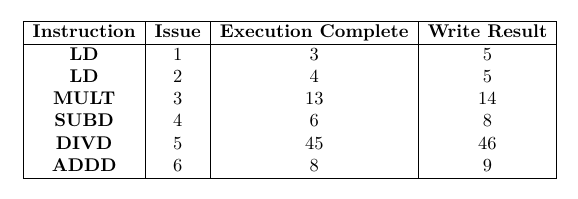 Instruction Issue Execution Complete Write Result
LD 1 3 5
LD 2 4 5
MULT 3 13 14
SUBD 4 6 8
DIVD 5 45 46
ADDD 6 8 9